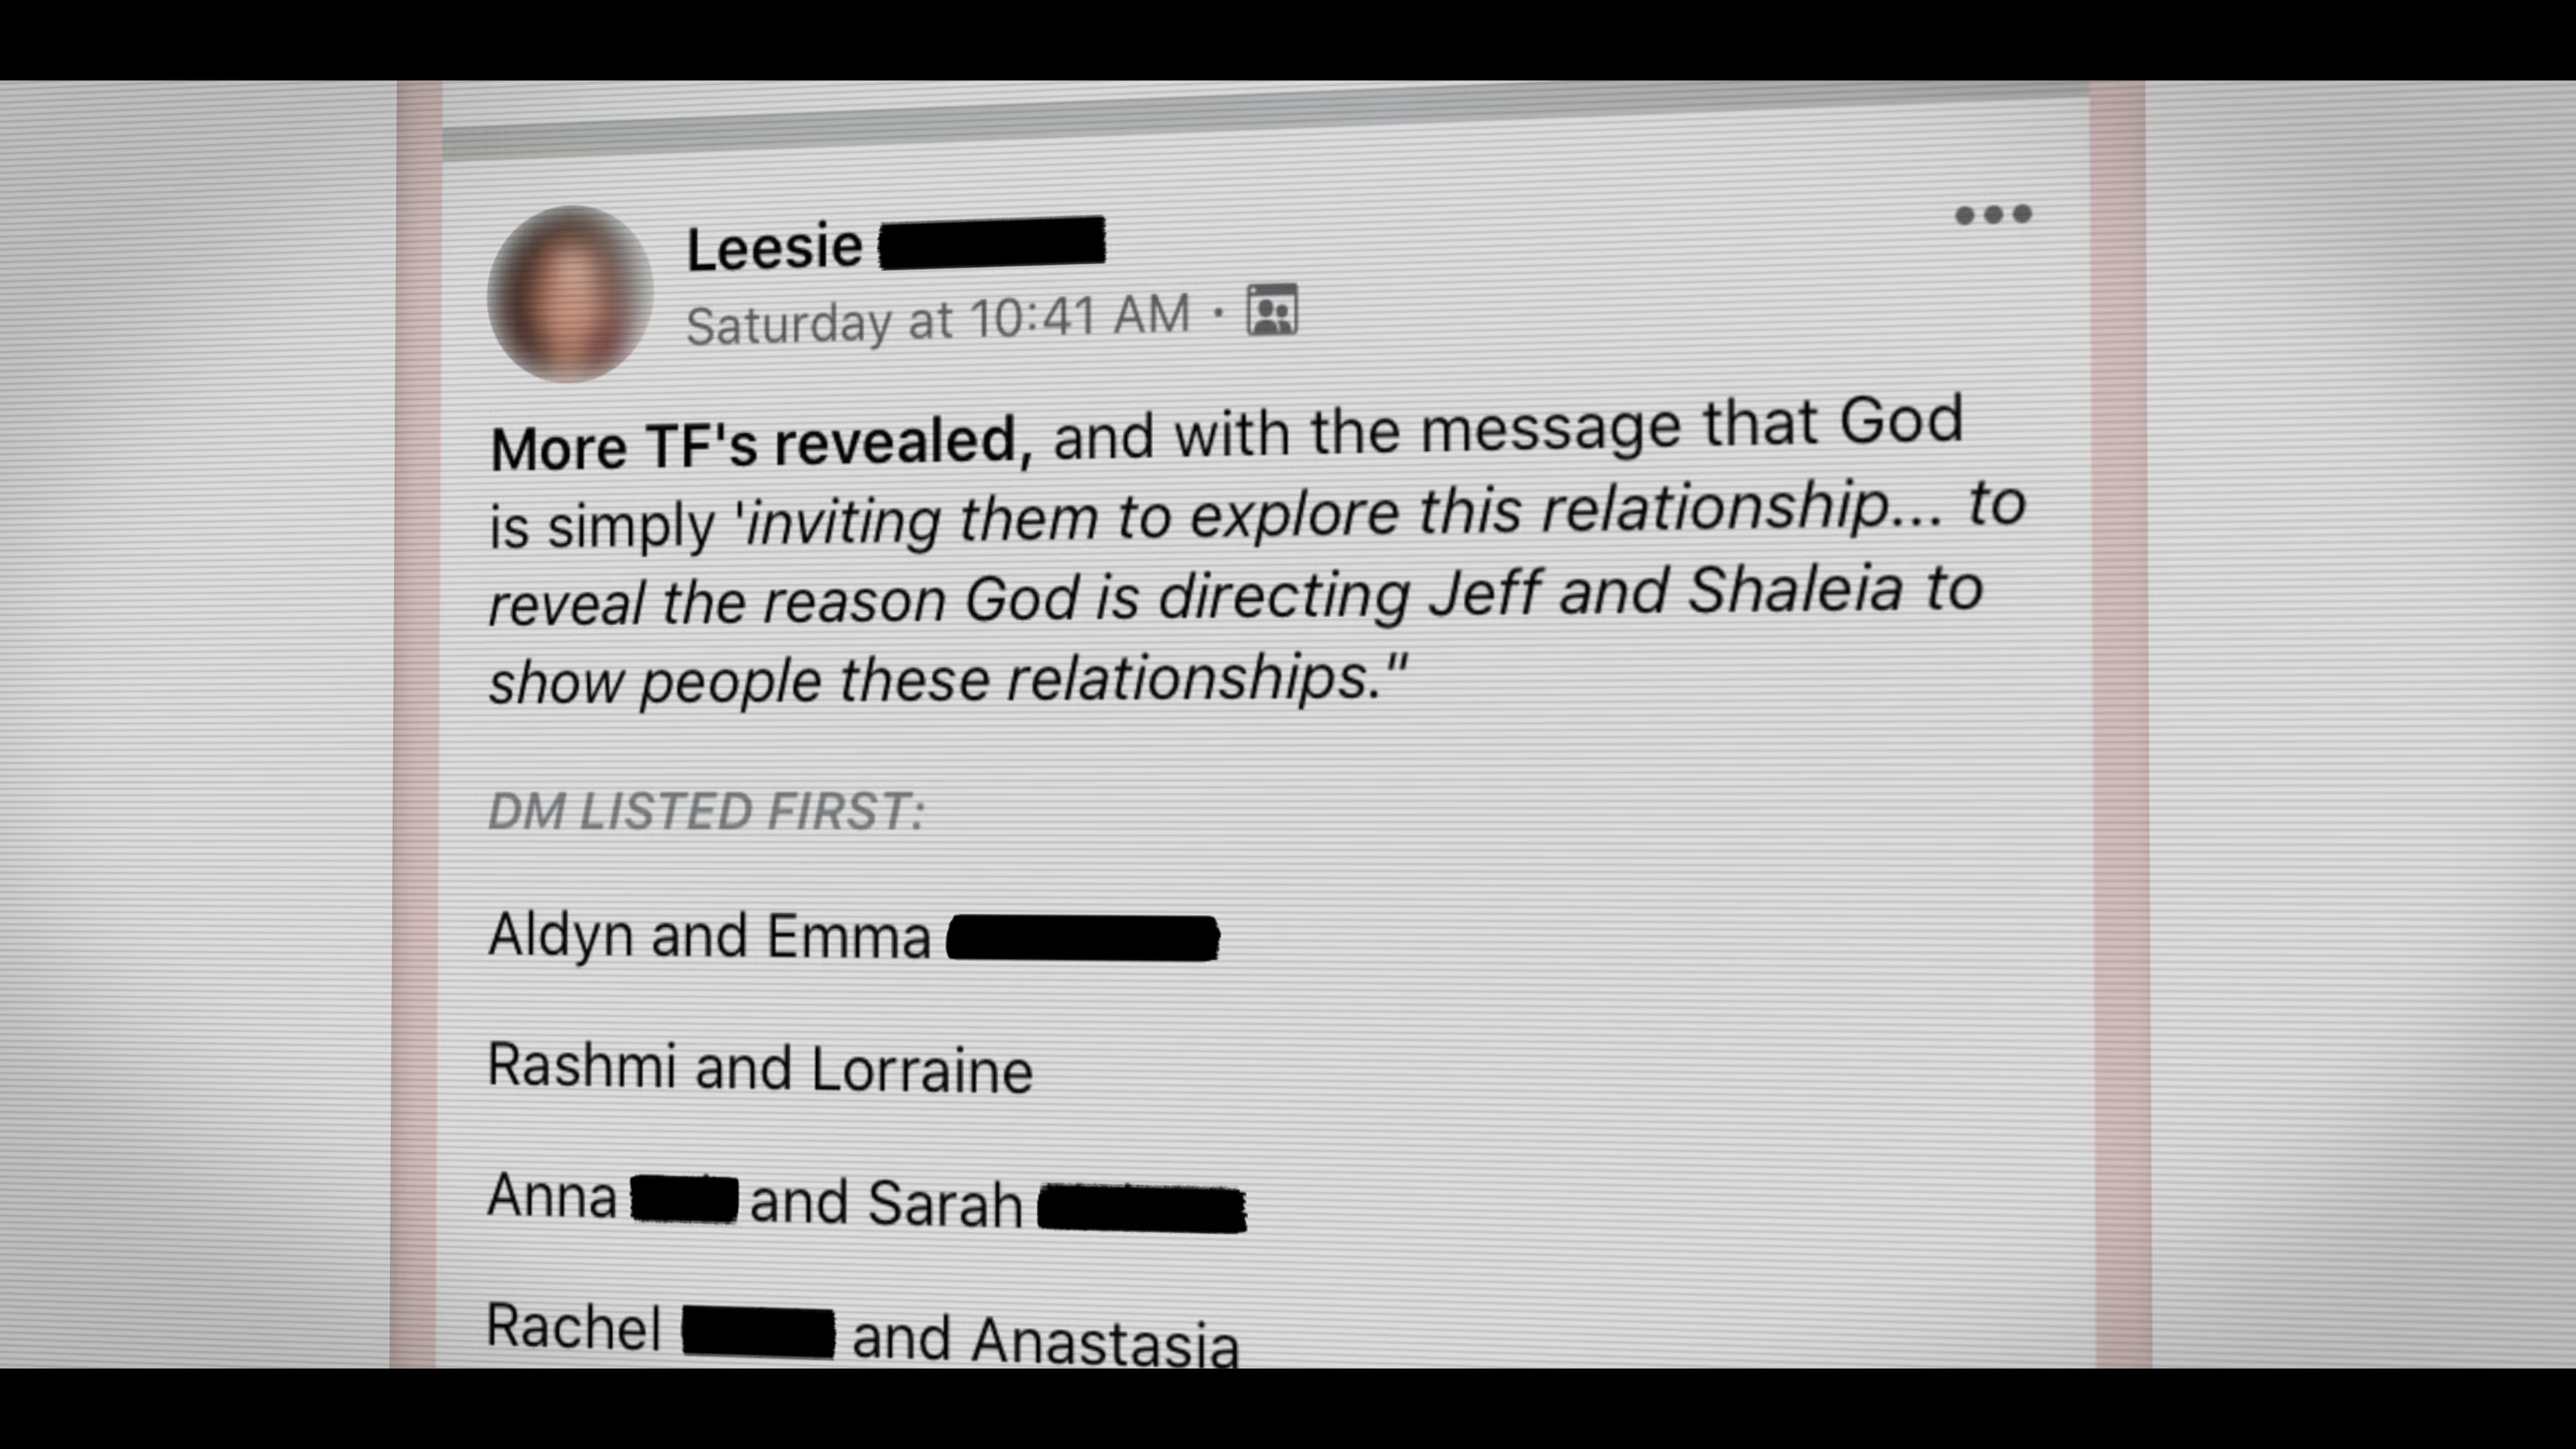 Leesie
Saturday at 10:41 AM ·
More TF's revealed, and with the message that God
is simply 'inviting them to explore this relationship... to
reveal the reason God is directing Jeff and Shaleia to
show people these relationships."
DM LISTED FIRST:
Aldyn and Emma
Rashmi and Lorraine
Anna and Sarah
Rachel and Anastasia